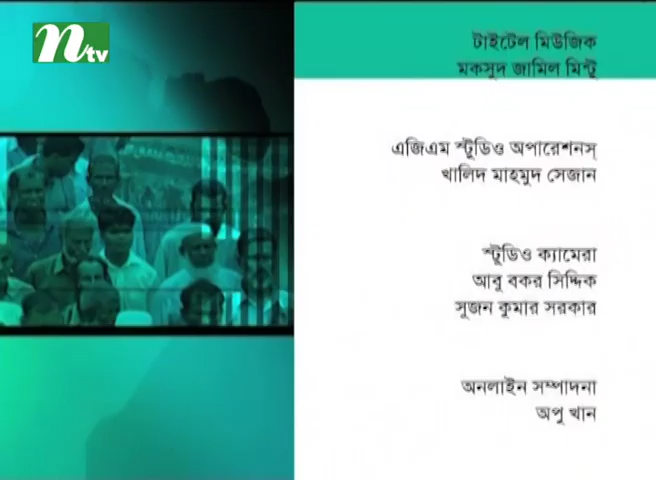 ntv
টাইটেল মিউজিক
মকসুদ জামিল মিন্টু
এজিএম স্টুডিও অপারেশনস্
খালিদ মাহমুদ সেজান
স্টুডিও ক্যামেরা
আবু বকর সিদ্দিক
সুজন কুমার সরকার
অনলাইন সম্পাদনা
অপু খান